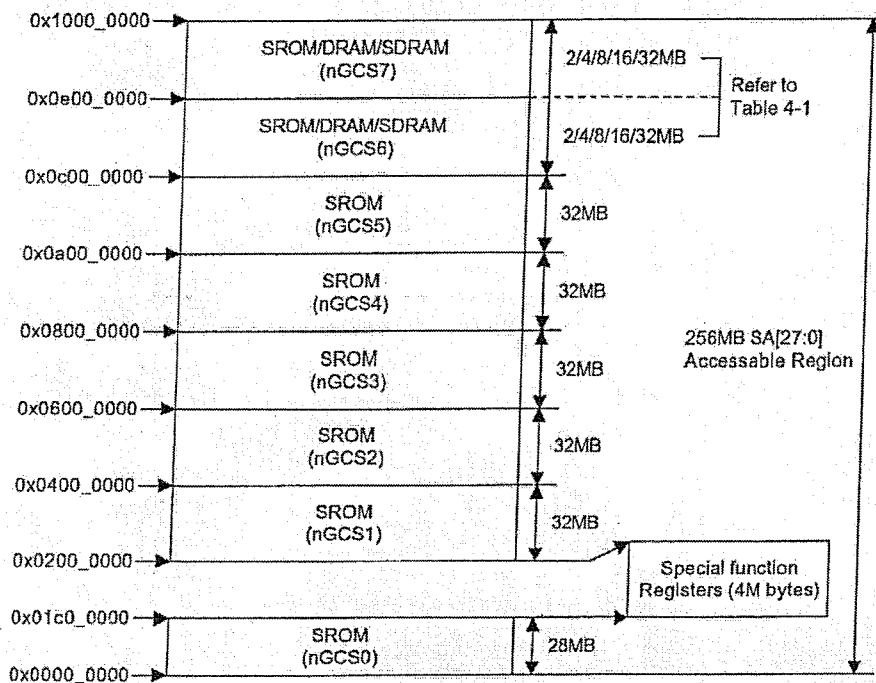 0x1000_0000
SROM/DRAM/SDRAM
(nGCS7)
2/4/8/16/32MB
Refer to
Table 4-1
0x0e00_0000
SROM/DRAM/SDRAM
(nGCS6)
2/4/8/16/32MB
0x0c00_0000
SROM
(nGCS5)
32MB
0x0a00_0000
SROM
(nGCS4)
32MB
0x0800_0000
256MB SA[27:0]
Accessable Region
SROM
(nGCS3)
32MB
0x0600_0000
SROM
(nGCS2)
32MB
0x0400_0000
SROM
(nGCS1)
32MB
0x0200_0000
Special function
Registers (4M bytes)
0x01c0_0000
SROM
(nGCS0)
28MB
0x0000_0000